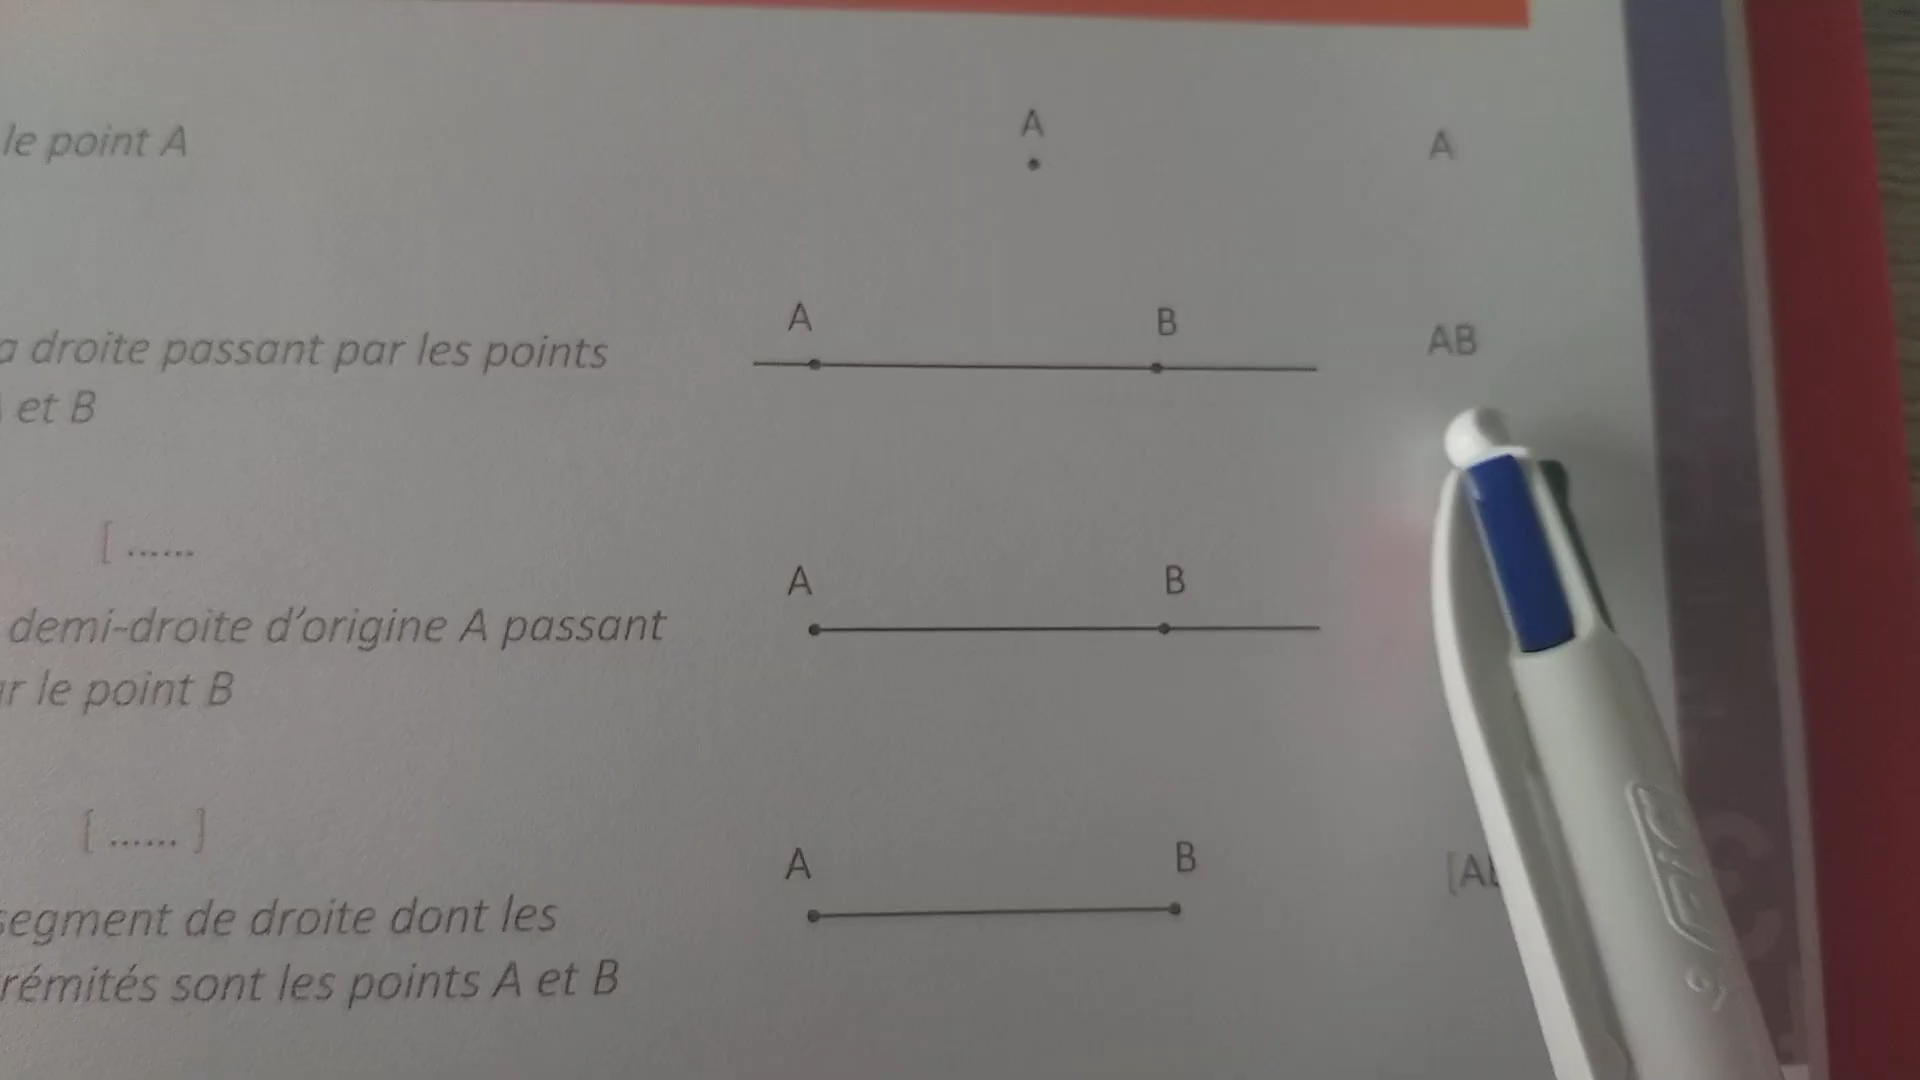 le point A
A
A
A
B
AB
droite passant par les points
et B
[ ......
A
B
demi-droite d'origine A passant
le point B
[ ...... ]
A
B
[A
segment de droite dont les
sont les points A et B
BIC